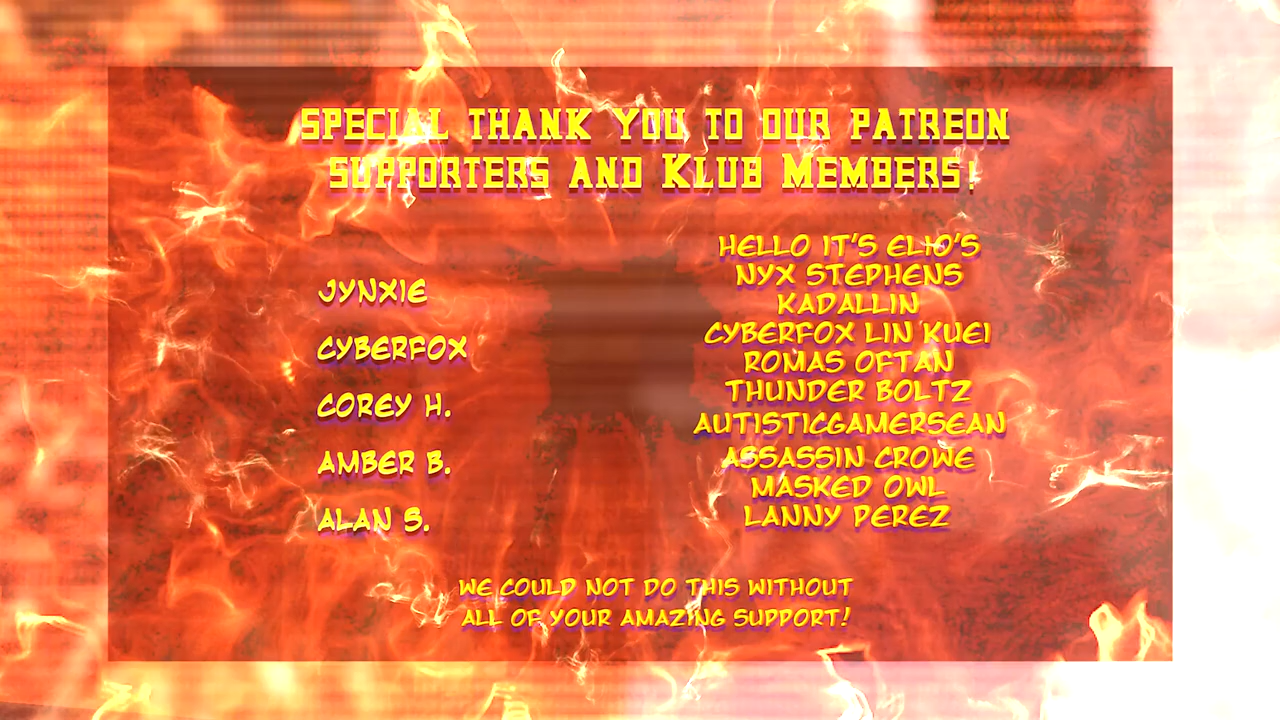 SPECIAL THANK YOU TO OUR PATREON
SUPPORTERS AND KLUB MEMBERS!
JYNXIE
CYBERFOX
COREY H.
AMBER B.
ALAN S.
HELLO IT'S ELIO'S
NYX STEPHENS
KADALLIN
CYBERFOX LIN KUEI
ROMAS OFTAN
THUNDER BOLTZ
AUTISTICGAMERSEAN
ASSASSIN CROWE
MASKED OWL
LANNY PEREZ
WE COULD NOT DO THIS WITHOUT
ALL OF YOUR AMAZING SUPPORT!